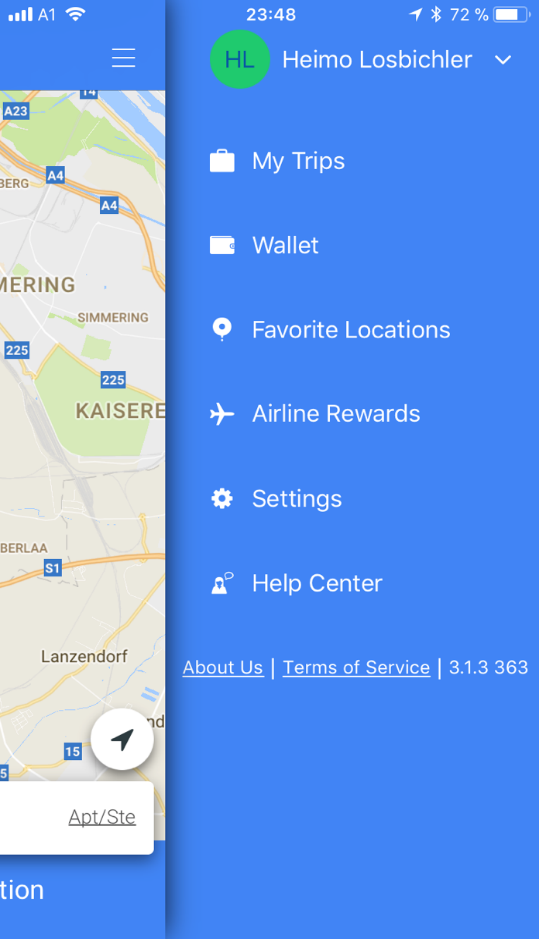 A1 23:48 72 %
HL Heimo Losbichler
My Trips
Wallet
Favorite Locations
Airline Rewards
Settings
Help Center
About Us | Terms of Service | 3.1.3 363
14
A23
BERG
A4
A4
MERING
SIMMERING
225
225
KAISERE
BERLAA
S1
Lanzendorf
nd
15
5
Apt/Ste
tion